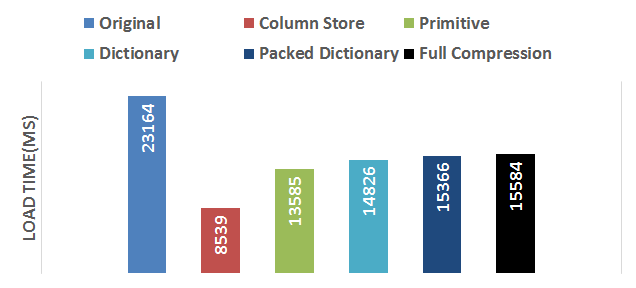 Original Column Store Primitive
Dictionary Packed Dictionary Full Compression
LOAD TIME(MS)
23164
8539
13585
14826
15366
15584